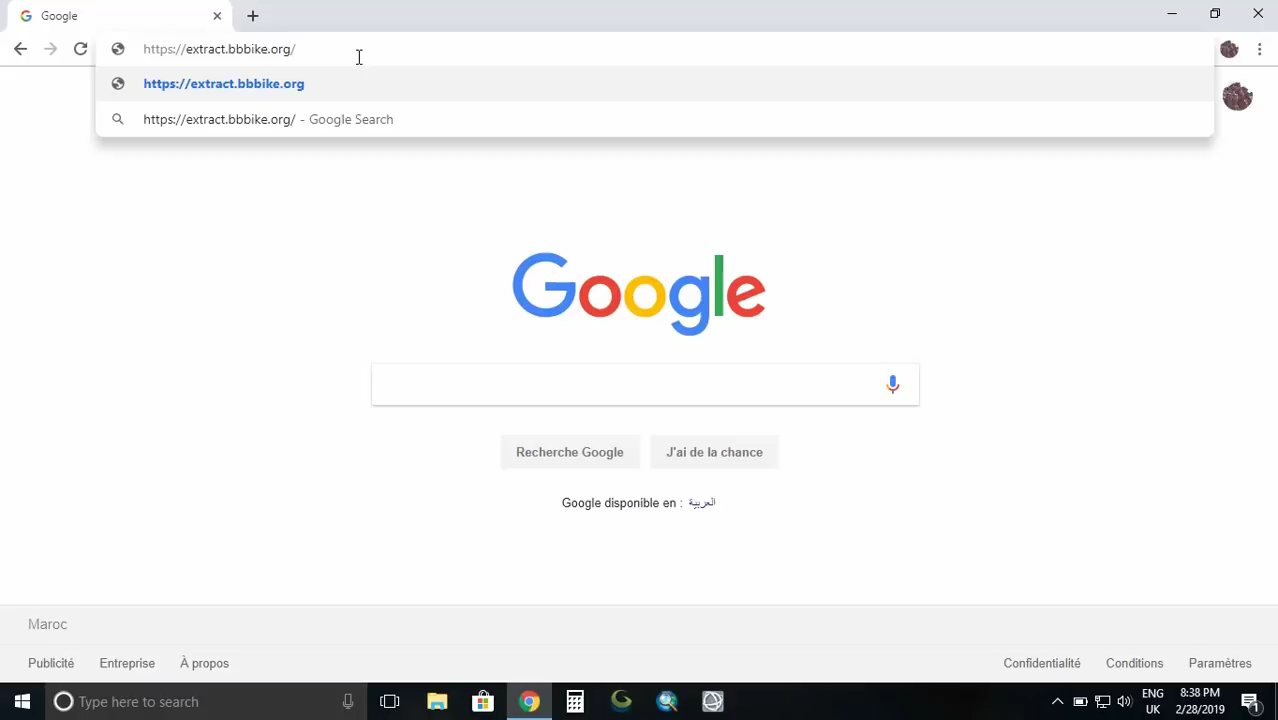 Google
https://extract.bbbike.org/
https://extract.bbbike.org
https://extract.bbbike.org/ - Google Search
Google
Recherche Google
J'ai de la chance
Google disponible en : العربية
Maroc
Publicité
Entreprise
À propos
Confidentialité
Conditions
Paramètres
Type here to search
ENG
UK
8:38 PM
2/28/2019
1